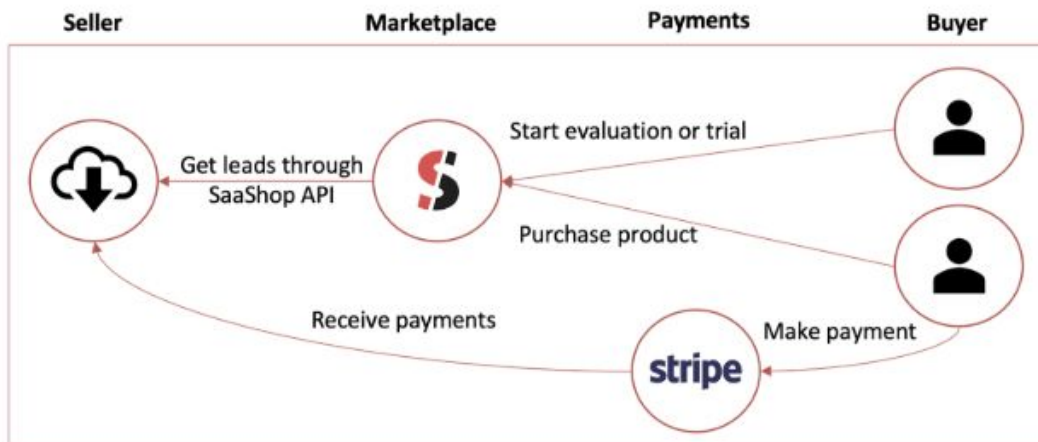 Seller
Marketplace
Payments
Buyer
Start evaluation or trial
Get leads through
SaaShop API
Purchase product
Receive payments
Make payment
stripe